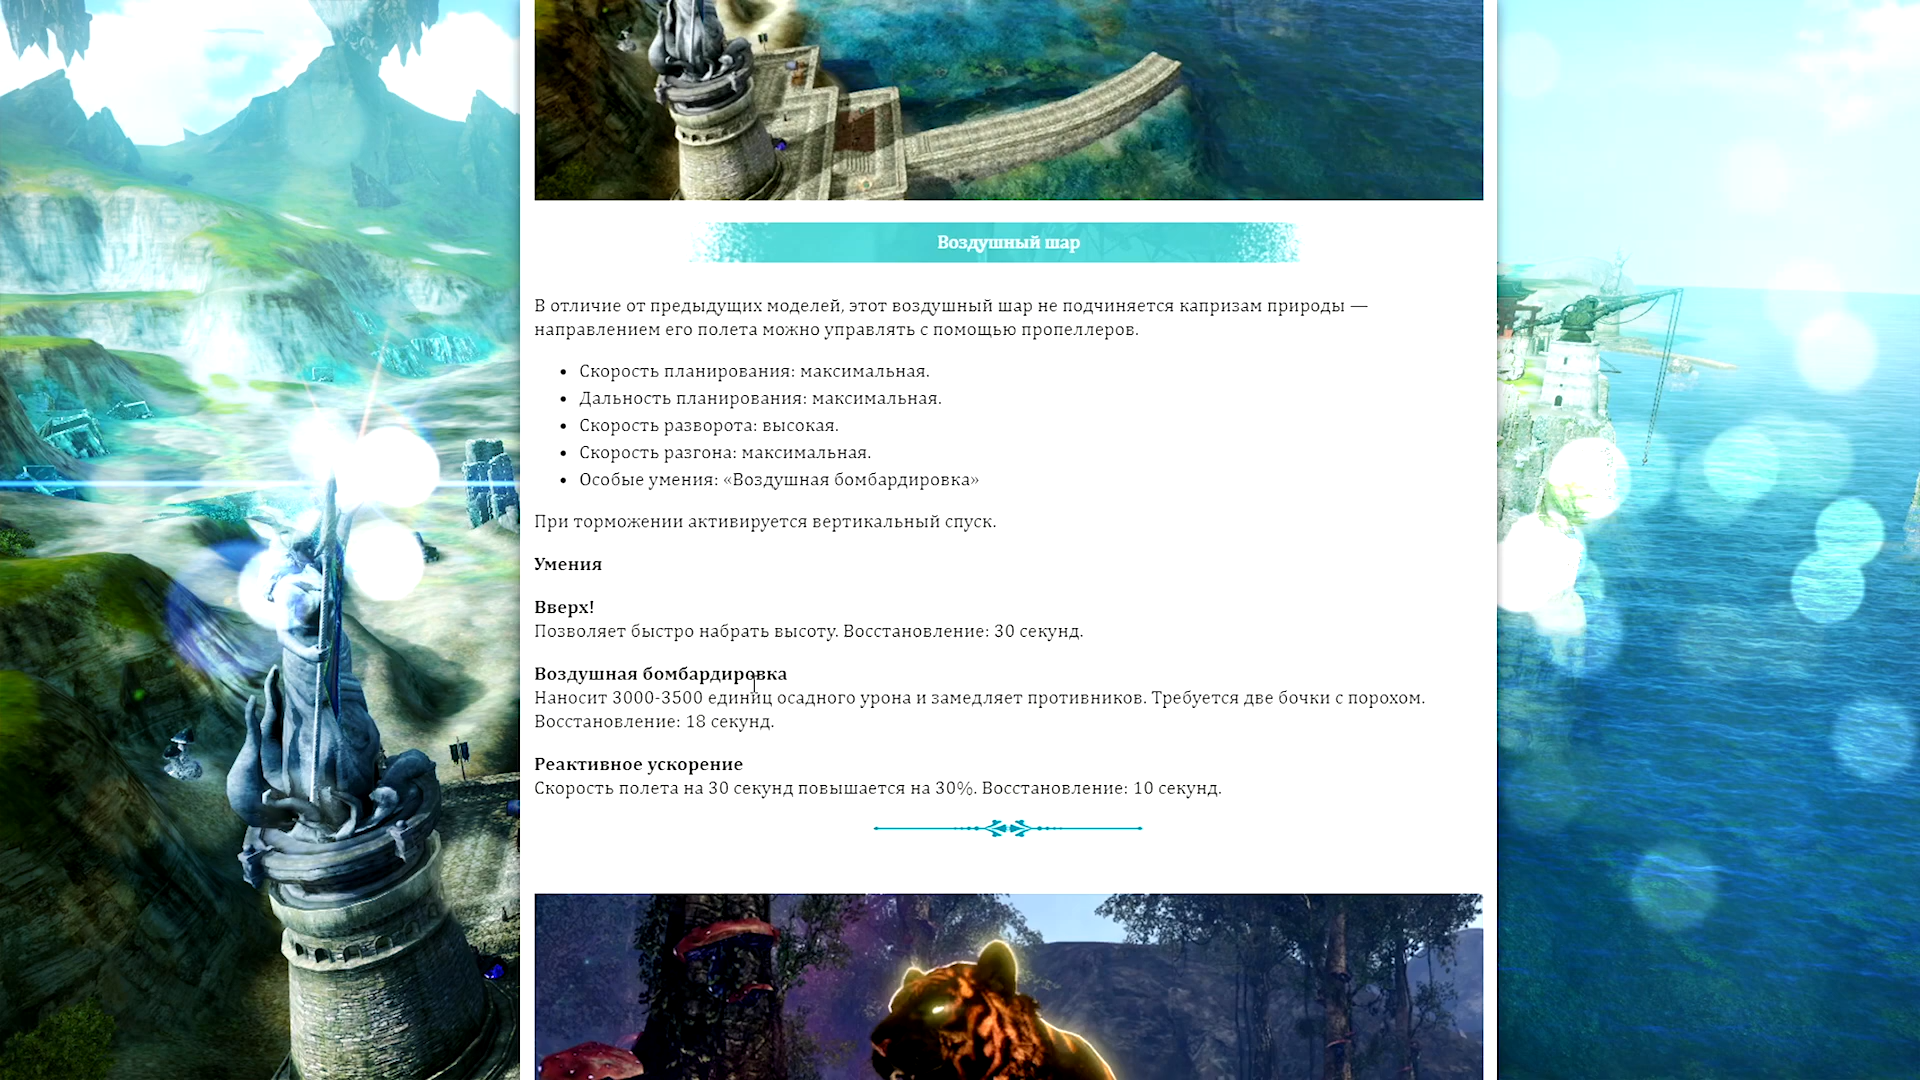 Воздушный шар
В отличие от предыдущих моделей, этот воздушный шар не подчиняется капризам природы —
направлением его полета можно управлять с помощью пропеллеров.
• Скорость планирования: максимальная.
• Дальность планирования: максимальная.
• Скорость разворота: высокая.
• Скорость разгона: максимальная.
• Особые умения: «Воздушная бомбардировка»
При торможении активируется вертикальный спуск.
Умения
Вверх!
Позволяет быстро набрать высоту. Восстановление: 30 секунд.
Воздушная бомбардировка
Наносит 3000-3500 единиц осадного урона и замедляет противников. Требуется две бочки с порохом.
Восстановление: 18 секунд.
Реактивное ускорение
Скорость полета на 30 секунд повышается на 30%. Восстановление: 10 секунд.